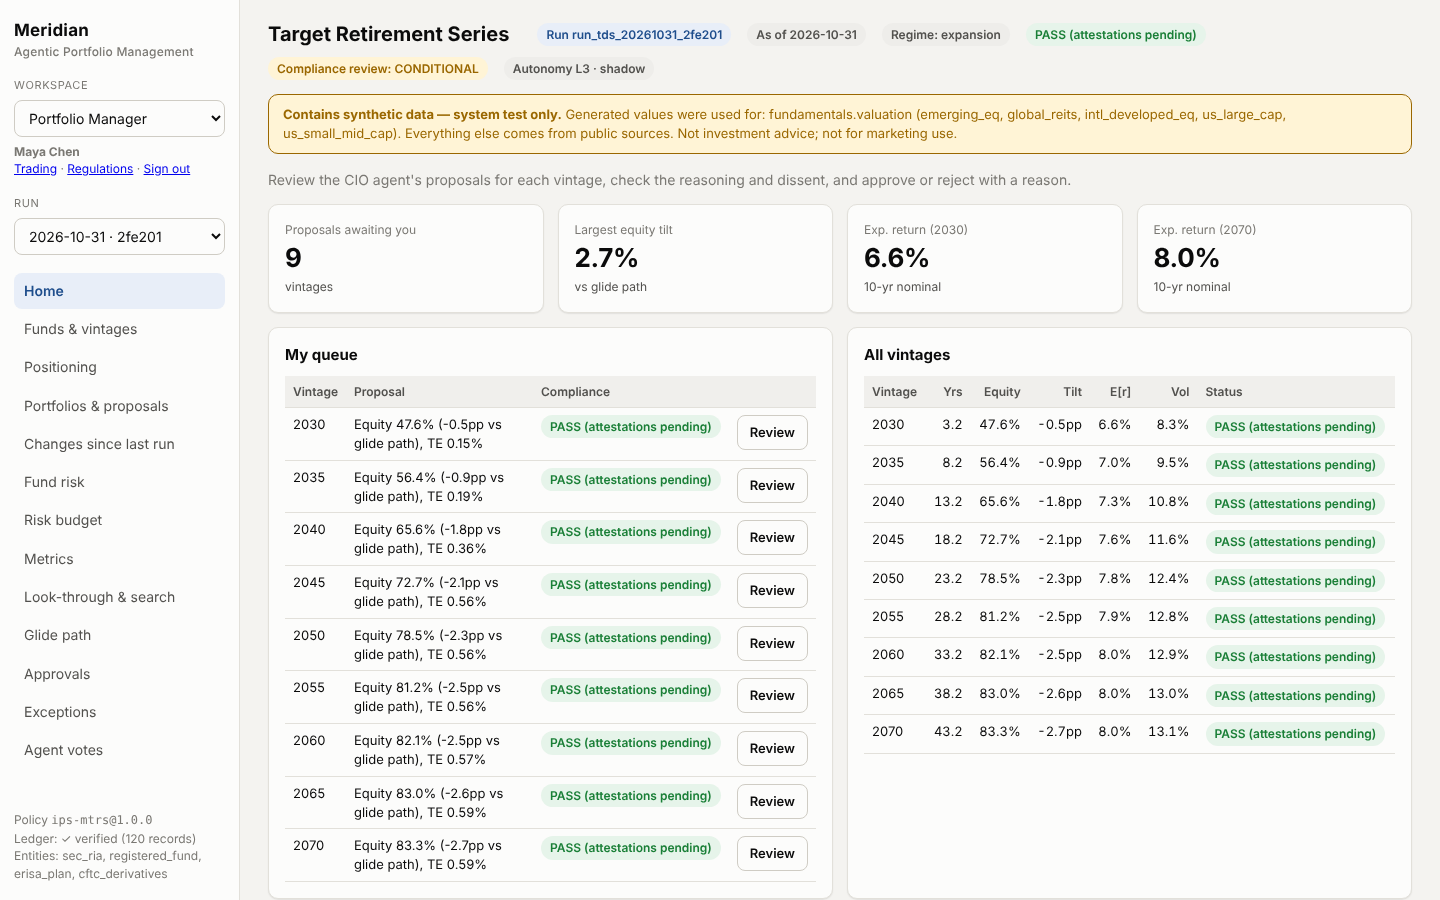 Meridian
Agentic Portfolio Management
WORKSPACE
Portfolio Manager
Maya Chen
Trading · Regulations · Sign out
RUN
2026-10-31 · 2fe201
Home
Funds & vintages
Positioning
Portfolios & proposals
Changes since last run
Fund risk
Risk budget
Metrics
Look-through & search
Glide path
Approvals
Exceptions
Agent votes
Policy ips-mtrs@1.0.0
Ledger: ✓ verified (120 records)
Entities: sec_ria, registered_fund,
erisa_plan, cftc_derivatives
Target Retirement Series
Run run_tds_20261031_2fe201
As of 2026-10-31
Regime: expansion
PASS (attestations pending)
Compliance review: CONDITIONAL
Autonomy L3 · shadow
Contains synthetic data — system test only. Generated values were used for: fundamentals.valuation (emerging_eq, global_reits, intl_developed_eq, us_large_cap,
us_small_mid_cap). Everything else comes from public sources. Not investment advice; not for marketing use.
Review the CIO agent's proposals for each vintage, check the reasoning and dissent, and approve or reject with a reason.
Proposals awaiting you
9
vintages
Largest equity tilt
2.7%
vs glide path
Exp. return (2030)
6.6%
10-yr nominal
Exp. return (2070)
8.0%
10-yr nominal
My queue
Vintage Proposal Compliance
2030 Equity 47.6% (-0.5pp vs PASS (attestations pending) Review
glide path), TE 0.15%
2035 Equity 56.4% (-0.9pp vs PASS (attestations pending) Review
glide path), TE 0.19%
2040 Equity 65.6% (-1.8pp vs PASS (attestations pending) Review
glide path), TE 0.36%
2045 Equity 72.7% (-2.1pp vs PASS (attestations pending) Review
glide path), TE 0.56%
2050 Equity 78.5% (-2.3pp vs PASS (attestations pending) Review
glide path), TE 0.56%
2055 Equity 81.2% (-2.5pp vs PASS (attestations pending) Review
glide path), TE 0.56%
2060 Equity 82.1% (-2.5pp vs PASS (attestations pending) Review
glide path), TE 0.57%
2065 Equity 83.0% (-2.6pp vs PASS (attestations pending) Review
glide path), TE 0.59%
2070 Equity 83.3% (-2.7pp vs PASS (attestations pending) Review
glide path), TE 0.59%
All vintages
Vintage Yrs Equity Tilt E[r] Vol Status
2030 3.2 47.6% -0.5pp 6.6% 8.3% PASS (attestations pending)
2035 8.2 56.4% -0.9pp 7.0% 9.5% PASS (attestations pending)
2040 13.2 65.6% -1.8pp 7.3% 10.8% PASS (attestations pending)
2045 18.2 72.7% -2.1pp 7.6% 11.6% PASS (attestations pending)
2050 23.2 78.5% -2.3pp 7.8% 12.4% PASS (attestations pending)
2055 28.2 81.2% -2.5pp 7.9% 12.8% PASS (attestations pending)
2060 33.2 82.1% -2.5pp 8.0% 12.9% PASS (attestations pending)
2065 38.2 83.0% -2.6pp 8.0% 13.0% PASS (attestations pending)
2070 43.2 83.3% -2.7pp 8.0% 13.1% PASS (attestations pending)